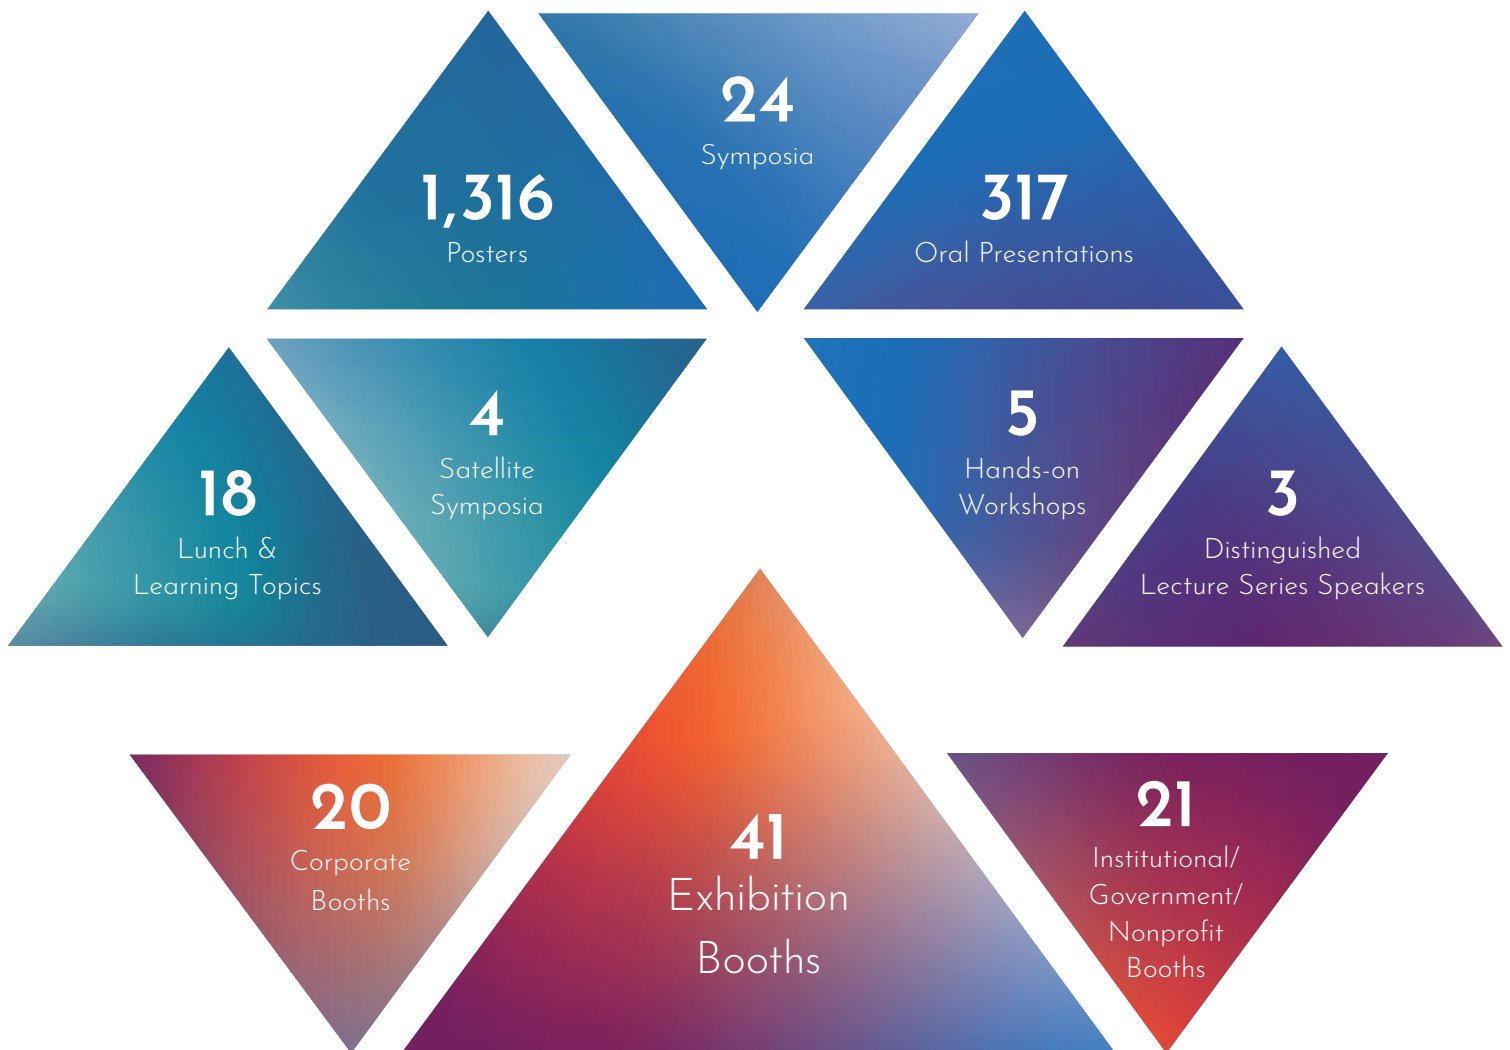 24
Symposia
1,316
Posters
317
Oral Presentations
18
Lunch &
Learning Topics
4
Satellite
Symposia
5
Hands-on
Workshops
3
Distinguished
Lecture Series Speakers
20
Corporate
Booths
41
Exhibition
Booths
21
Institutional/
Government/
Nonprofit
Booths